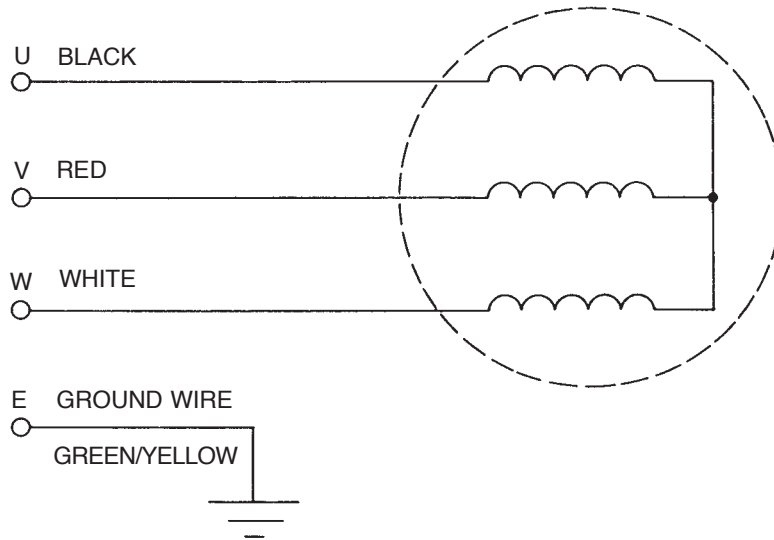 U BLACK
V RED
W WHITE
E GROUND WIRE
GREEN/YELLOW